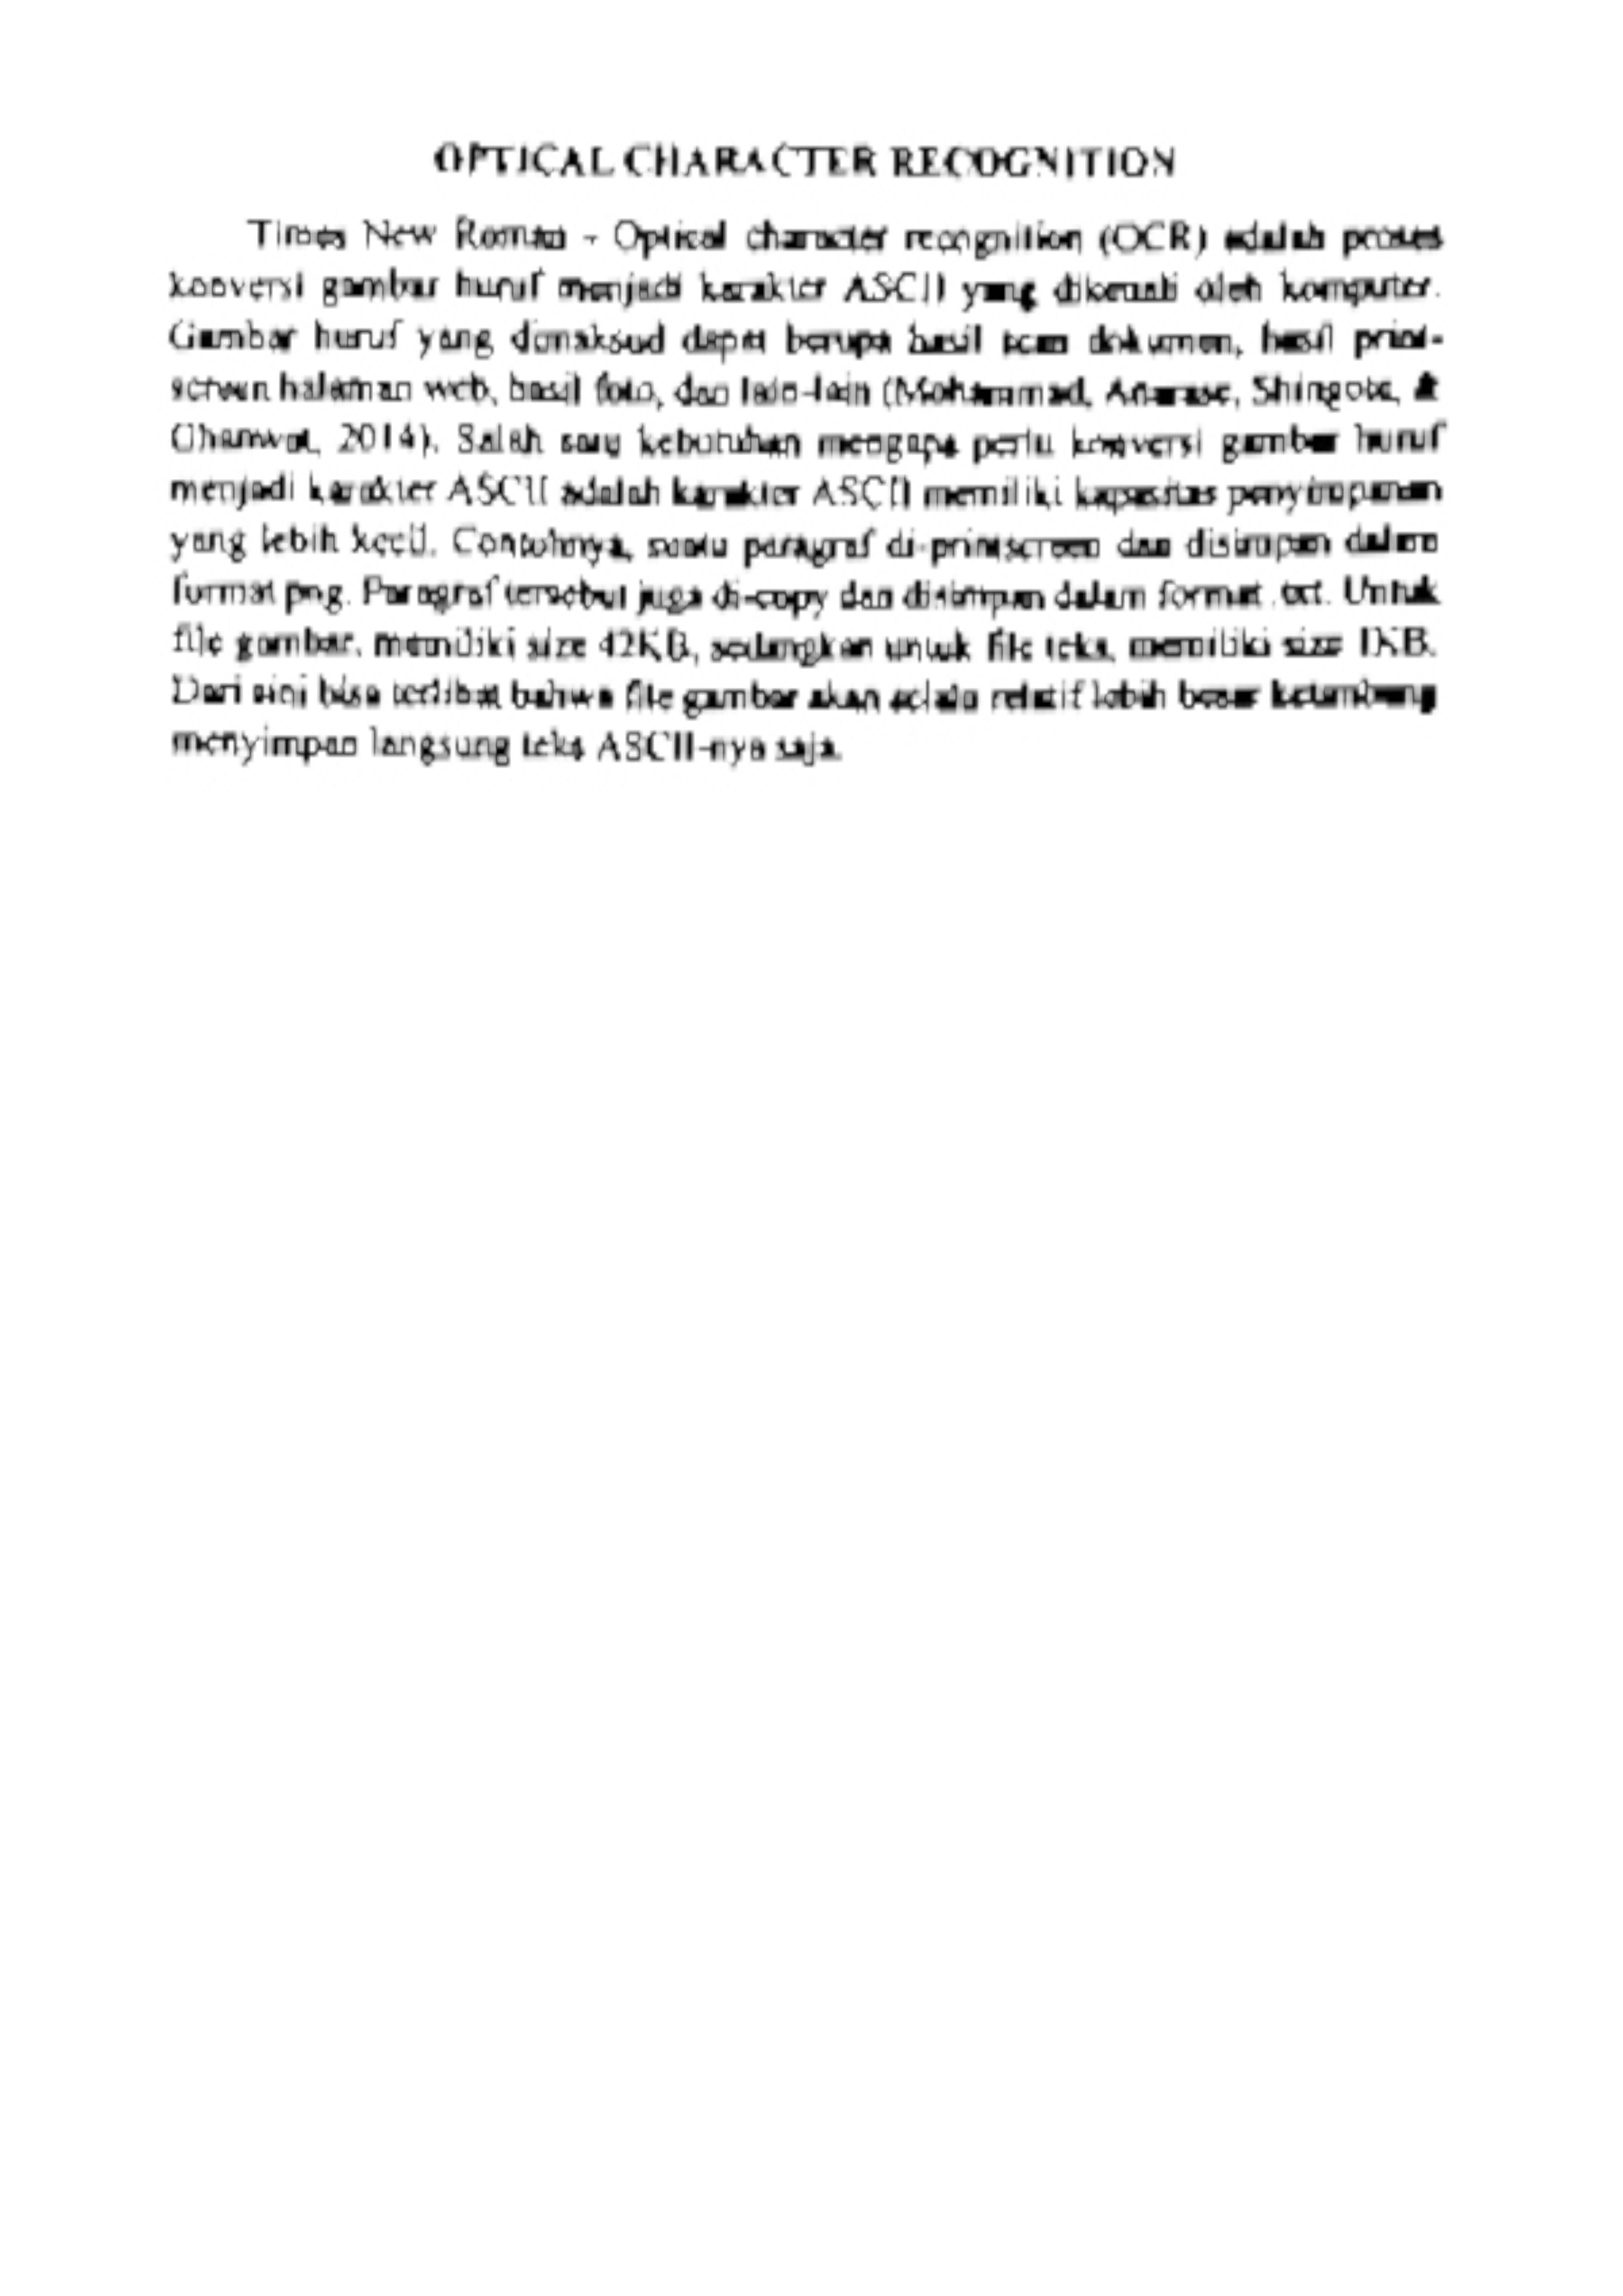 OPTICAL CHARACTER RECOGNITION
Times New Roman - Optical character recognition (OCR) adalah proses
konversi gambar huruf menjadi karakter ASCII yang dikenali oleh komputer.
Gambar huruf yang dimaksud dapat berupa hasil scan dokumen, hasil print-
screen halaman web, hasil foto, dan lain-lain (Mohammad, Anarase, Shingote, &
Ghanwat, 2014). Salah satu kebutuhan mengapa perlu konversi gambar huruf
menjadi karakter ASCII adalah karakter ASCII memiliki kapasitas penyimpanan
yang lebih kecil. Contohnya, suatu paragraf di-printscreen dan disimpan dalam
format png. Paragraf tersebut juga di-copy dan disimpan dalam format .txt. Untuk
file gambar, memiliki size 42KB, sedangkan untuk file teks, memiliki size 1KB.
Dari sini bisa terlihat bahwa file gambar akan selalu relatif lebih besar ketimbang
menyimpan langsung teks ASCII-nya saja.